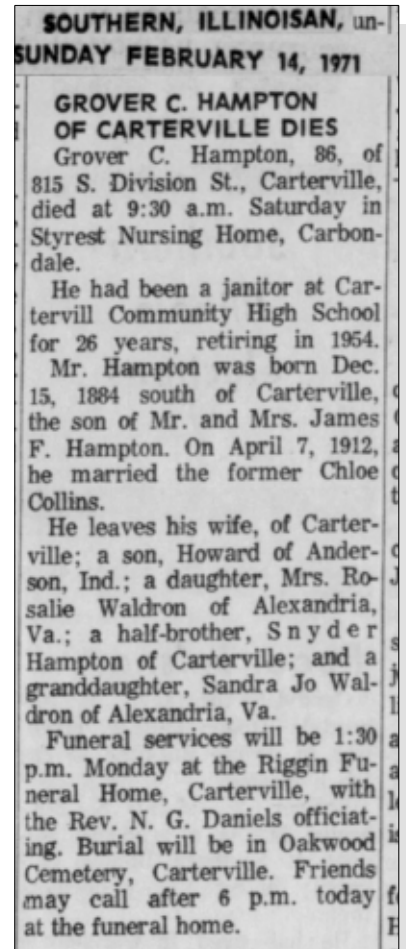 SOUTHERN, ILLINOISAN, un-
SUNDAY FEBRUARY 14, 1971
GROVER C. HAMPTON
OF CARTERVILLE DIES
Grover C. Hampton, 86, of
815 S. Division St., Carterville,
died at 9:30 a.m. Saturday in
Styrest Nursing Home, Carbon-
dale.
He had been a janitor at Car-
tervill Community High School
for 26 years, retiring in 1954.
Mr. Hampton was born Dec.
15, 1884 south of Carterville,
the son of Mr. and Mrs. James
F. Hampton. On April 7, 1912,
he married the former Chloe
Collins.
He leaves his wife, of Carter-
ville; a son, Howard of Ander-
son, Ind.; a daughter, Mrs. Ro-
salie Waldron of Alexandria,
Va.; a half-brother, Snyder
Hampton of Carterville; and a
granddaughter, Sandra Jo Wal-
dron of Alexandria, Va.
Funeral services will be 1:30
p.m. Monday at the Riggin Fu-
neral Home, Carterville, with
the Rev. N. G. Daniels officiat-
ing. Burial will be in Oakwood
Cemetery, Carterville. Friends
may call after 6 p.m. today
at the funeral home.